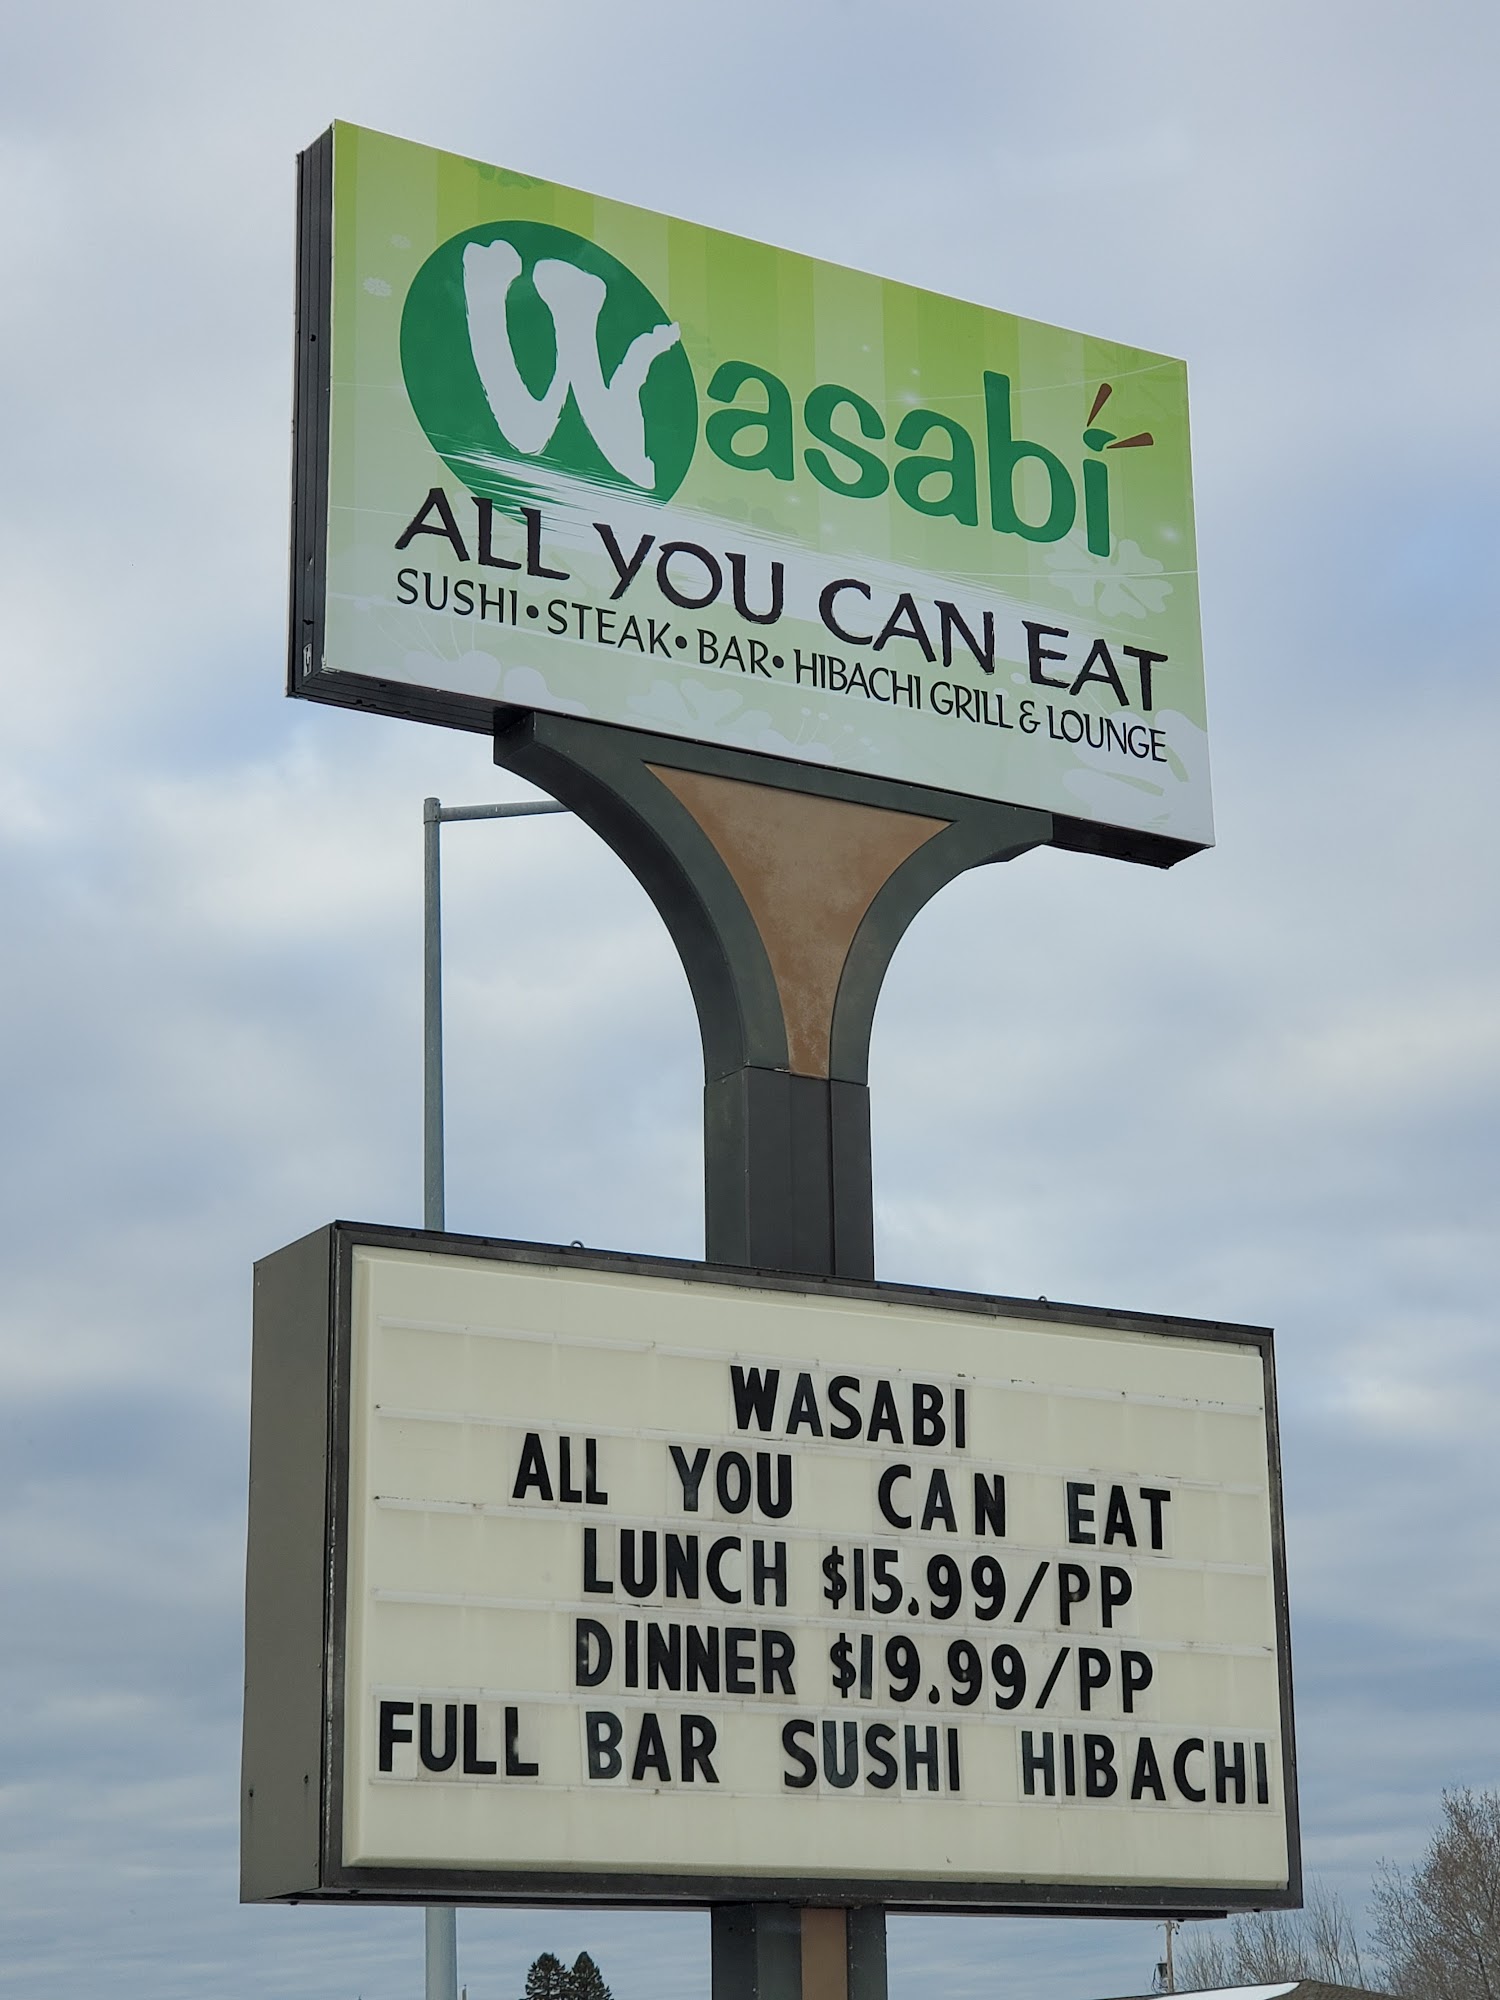 Wasabi
ALL YOU CAN EAT
SUSHI•STEAK•BAR•HIBACHI GRILL & LOUNGE
WASABI
ALL YOU CAN EAT
LUNCH $15.99/PP
DINNER $19.99/PP
FULL BAR SUSHI HIBACHI